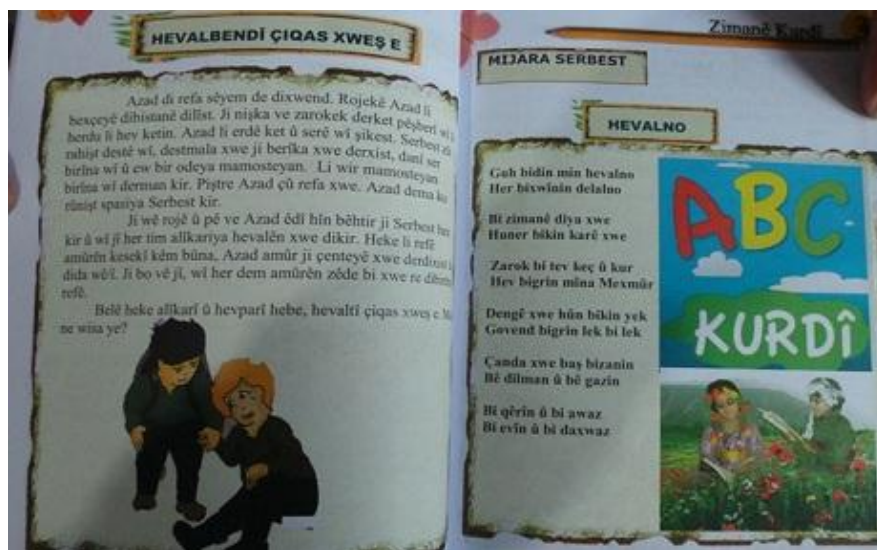 HEVALBENDÎ ÇIQAS XWEŞ E
Azad di refa sêyem de dixwend. Rojekê Azad li
bexçeyê dibistanê dilîst. Ji nişka ve zarokek derket pêşberî wî û
herdu li hev ketin. Azad li erdê ket û serê wî şikest. Serbest
rahişt destê wî, destmala xwe ji berîka xwe derxist, danî ser
birîna wî û ew bir odeya mamosteyan. Li wir mamosteyan
birîna wî derman kir. Piştre Azad çû refa xwe. Azad dema ku
rûnişt spasiya Serbest kir.
Ji wê rojê û pê ve Azad êdî hîn bêhtir ji Serbest hez
kir û wî jî her tim alîkariya hevalên xwe dikir. Heke li refê
amûrên kesekî kêm bûna, Azad amûr ji çenteyê xwe derdixist û
dida wê/î. Ji bo vê jî, wî her dem amûrên zêde bi xwe re dibirin
refê.
Belê heke alîkarî û hevparî hebe, hevaltî çiqas xweş e.
ne wisa ye?
Zimanê Kurdî
MIJARA SERBEST
HEVALNO
Guh bidin min hevalno
Her bixwînin delalno
Bi zimanê diya xwe
Huner bikin karê xwe
Zarok bi tev keç û kur
Hev bigrin mîna Mexmûr
Dengê xwe hûn bikin yek
Govend bigrin lek bi lek
Çanda xwe baş bizanin
Bê dilman û bê gazin
Bi qêrîn û bi awaz
Bi evîn û bi daxwaz
ABC
KURDÎ